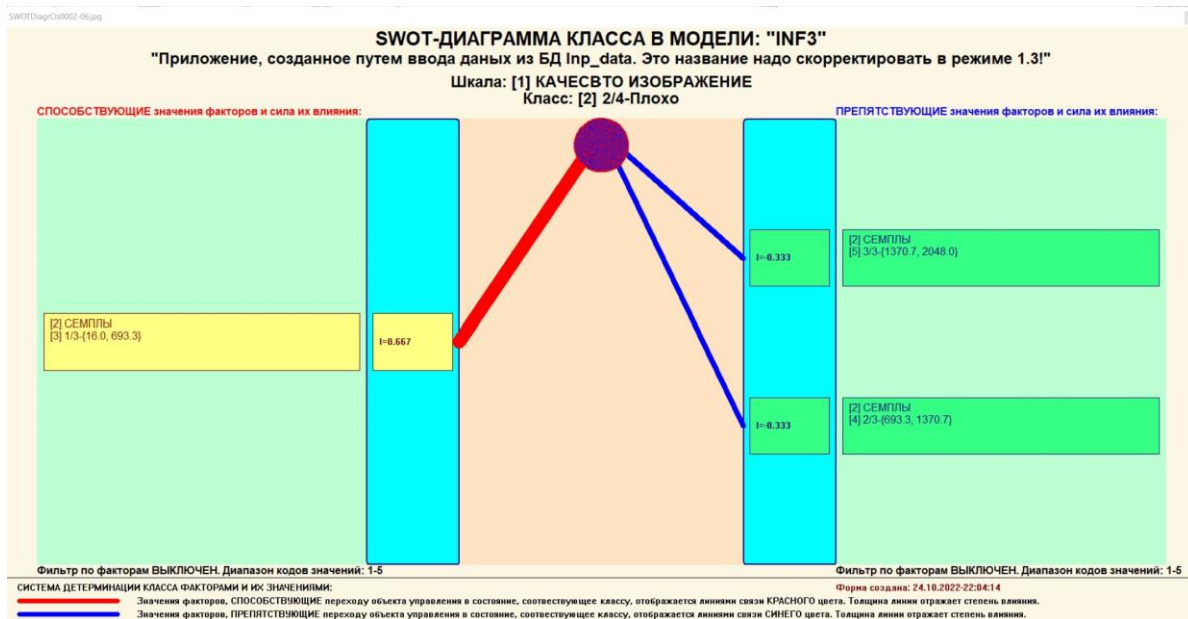 SWOTDiagrCls0002-06.jpg
SWOT-ДИАГРАММА КЛАССА В МОДЕЛИ: "INF3"
"Приложение, созданное путем ввода даных из БД Inp_data. Это название надо скорректировать в режиме 1.3!"
Шкала: [1] КАЧЕСВТО ИЗОБРАЖЕНИЕ
Класс: [2] 2/4-Плохо
СПОСОБСТВУЮЩИЕ значения факторов и сила их влияния:
ПРЕПЯТСТВУЮЩИЕ значения факторов и сила их влияния:
[2] СЕМПЛЫ
[3] 1/3-{16.0, 693.3}
I=0.667
I=-0.333
[2] СЕМПЛЫ
[5] 3/3-{1370.7, 2048.0}
I=-0.333
[2] СЕМПЛЫ
[4] 2/3-{693.3, 1370.7}
Фильтр по факторам ВЫКЛЮЧЕН. Диапазон кодов значений: 1-5
Фильтр по факторам ВЫКЛЮЧЕН. Диапазон кодов значений: 1-5
СИСТЕМА ДЕТЕРМИНАЦИИ КЛАССА ФАКТОРАМИ И ИХ ЗНАЧЕНИЯМИ:
Форма создана: 24.10.2022-22:04:14
Значения факторов, СПОСОБСТВУЮЩИЕ переходу объекта управления в состояние, соотвествующее классу, отображается линиями связи КРАСНОГО цвета. Толщина линии отражает степень влияния.
Значения факторов, ПРЕПЯТСТВУЮЩИЕ переходу объекта управления в состояние, соотвествующее классу, отображается линиями связи СИНЕГО цвета. Толщина линии отражает степень влияния.